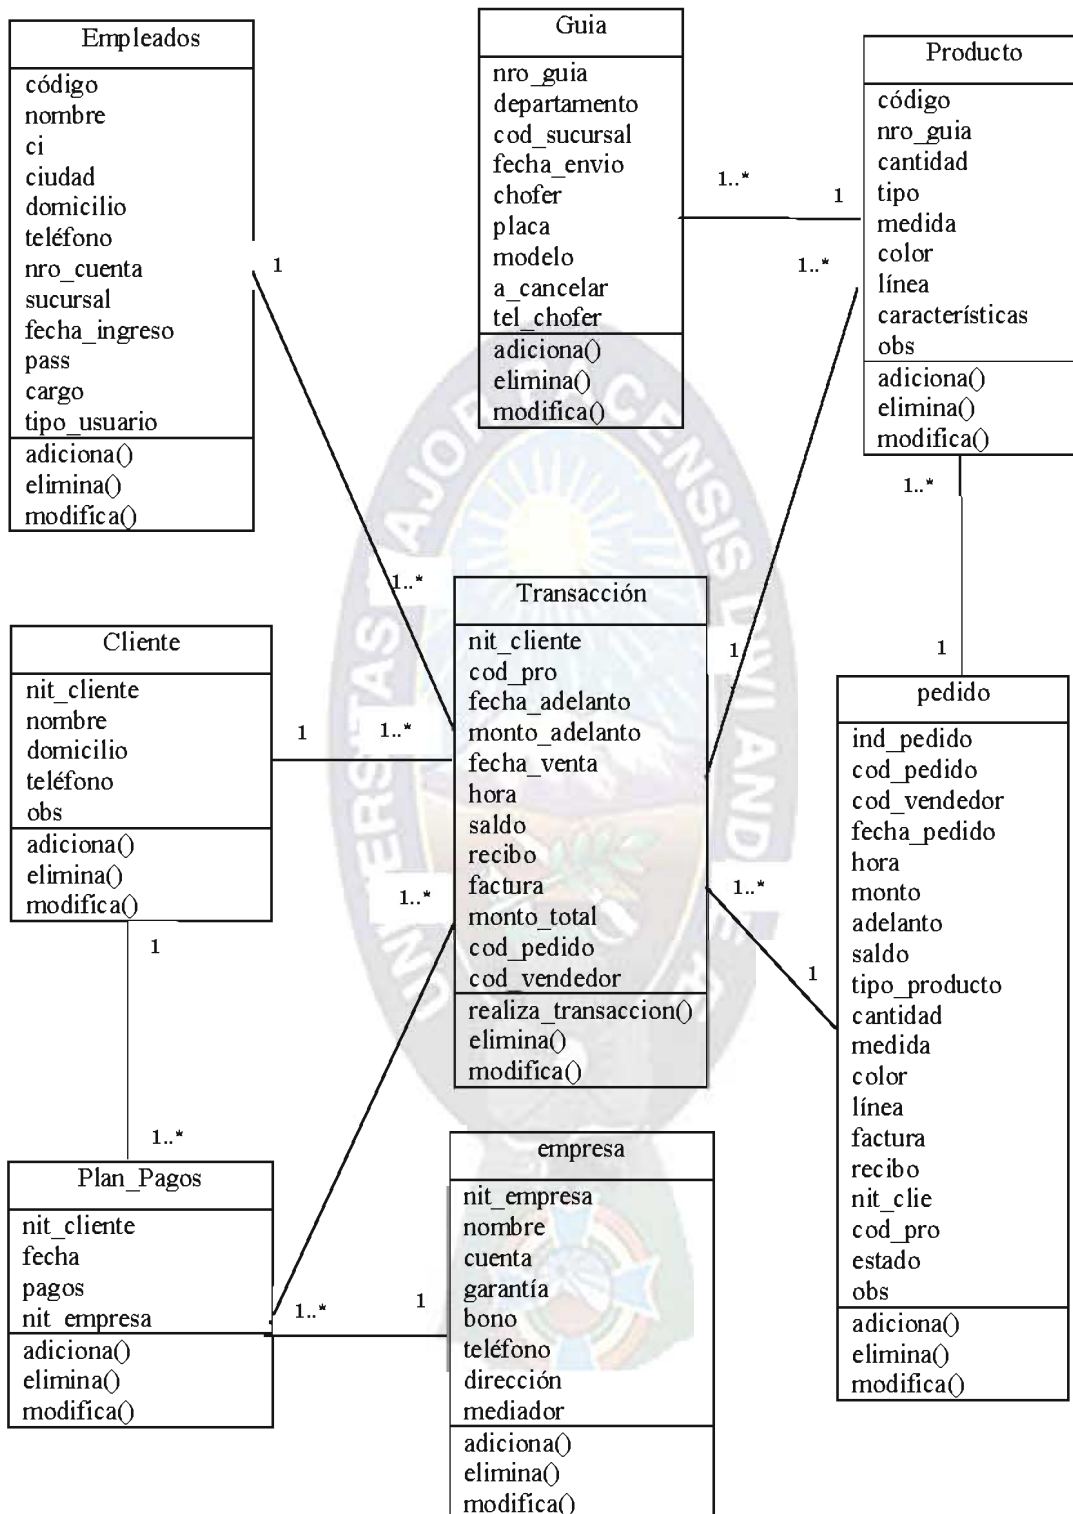 Empleados
código
nombre
ci
ciudad
domicilio
teléfono
nro_cuenta
sucursal
fecha_ingreso
pass
cargo
tipo_usuario
adiciona()
elimina()
modifica()
Guia
nro_guia
departamento
cod_sucursal
fecha_envio
chofer
placa
modelo
a_cancelar
tel_chofer
adiciona()
elimina()
modifica()
Producto
código
nro_guia
cantidad
tipo
medida
color
línea
características
obs
adiciona()
elimina()
modifica()
1..*
1
1..*
1
1..*
1..*
1
1
Cliente
nit_cliente
nombre
domicilio
teléfono
obs
adiciona()
elimina()
modifica()
1
1..*
Transacción
nit_cliente
cod_pro
fecha_adelanto
monto_adelanto
fecha_venta
hora
saldo
recibo
factura
monto_total
cod_pedido
cod_vendedor
realiza_transaccion()
elimina()
modifica()
pedido
ind_pedido
cod_pedido
cod_vendedor
fecha_pedido
hora
monto
adelanto
saldo
tipo_producto
cantidad
medida
color
línea
factura
recibo
nit_clie
cod_pro
estado
obs
adiciona()
elimina()
modifica()
1..*
1..*
1
1
1..*
Plan_Pagos
nit_cliente
fecha
pagos
nit_empresa
adiciona()
elimina()
modifica()
1..*
1
empresa
nit_empresa
nombre
cuenta
garantía
bono
teléfono
dirección
mediador
adiciona()
elimina()
modifica()
UNIVERSITAS MAJOR PACENSIS DIVI ANDREAE